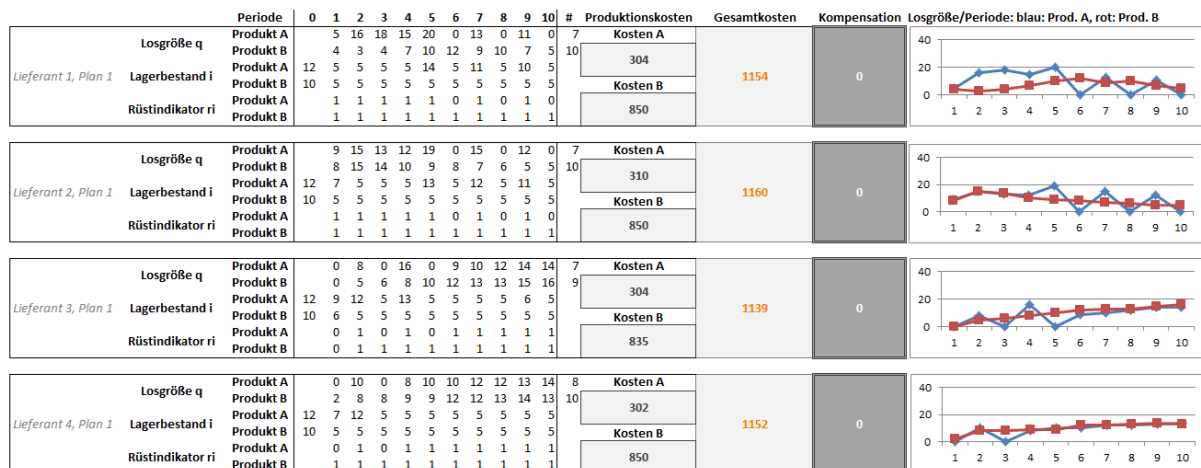 Periode 0 1 2 3 4 5 6 7 8 9 10 # Produktionskosten Gesamtkosten Kompensation Losgröße/Periode: blau: Prod. A, rot: Prod. B
Lieferant 1, Plan 1
Losgröße q Produkt A 5 16 18 15 20 0 13 0 11 0 7 Kosten A
Produkt B 4 3 4 7 10 12 9 10 7 5 10 304
Lagerbestand i Produkt A 12 5 5 5 5 14 5 11 5 10 5
Produkt B 10 5 5 5 5 5 5 5 5 5 5 Kosten B
Rüstindikator ri Produkt A 1 1 1 1 1 0 1 0 1 0 850
Produkt B 1 1 1 1 1 1 1 1 1 1
1154 0
40
20
0
1 2 3 4 5 6 7 8 9 10
Lieferant 2, Plan 1
Losgröße q Produkt A 9 15 13 12 19 0 15 0 12 0 7 Kosten A
Produkt B 8 15 14 10 9 8 7 6 5 5 10 310
Lagerbestand i Produkt A 12 7 5 5 5 13 5 12 5 11 5
Produkt B 10 5 5 5 5 5 5 5 5 5 5 Kosten B
Rüstindikator ri Produkt A 1 1 1 1 1 0 1 0 1 0 850
Produkt B 1 1 1 1 1 1 1 1 1 1
1160 0
40
20
0
1 2 3 4 5 6 7 8 9 10
Lieferant 3, Plan 1
Losgröße q Produkt A 0 8 0 16 0 9 10 12 14 14 7 Kosten A
Produkt B 0 5 6 8 10 12 13 13 15 16 9 304
Lagerbestand i Produkt A 12 9 12 5 13 5 5 5 5 6 5
Produkt B 10 6 5 5 5 5 5 5 5 5 5 Kosten B
Rüstindikator ri Produkt A 0 1 0 1 0 1 1 1 1 1 835
Produkt B 0 1 1 1 1 1 1 1 1 1
1139 0
40
20
0
1 2 3 4 5 6 7 8 9 10
Lieferant 4, Plan 1
Losgröße q Produkt A 0 10 0 8 10 10 12 12 13 14 8 Kosten A
Produkt B 2 8 8 9 9 12 12 13 14 13 10 302
Lagerbestand i Produkt A 12 7 12 5 5 5 5 5 5 5 5
Produkt B 10 5 5 5 5 5 5 5 5 5 5 Kosten B
Rüstindikator ri Produkt A 0 1 0 1 1 1 1 1 1 1 850
Produkt B 1 1 1 1 1 1 1 1 1 1
1152 0
40
20
0
1 2 3 4 5 6 7 8 9 10